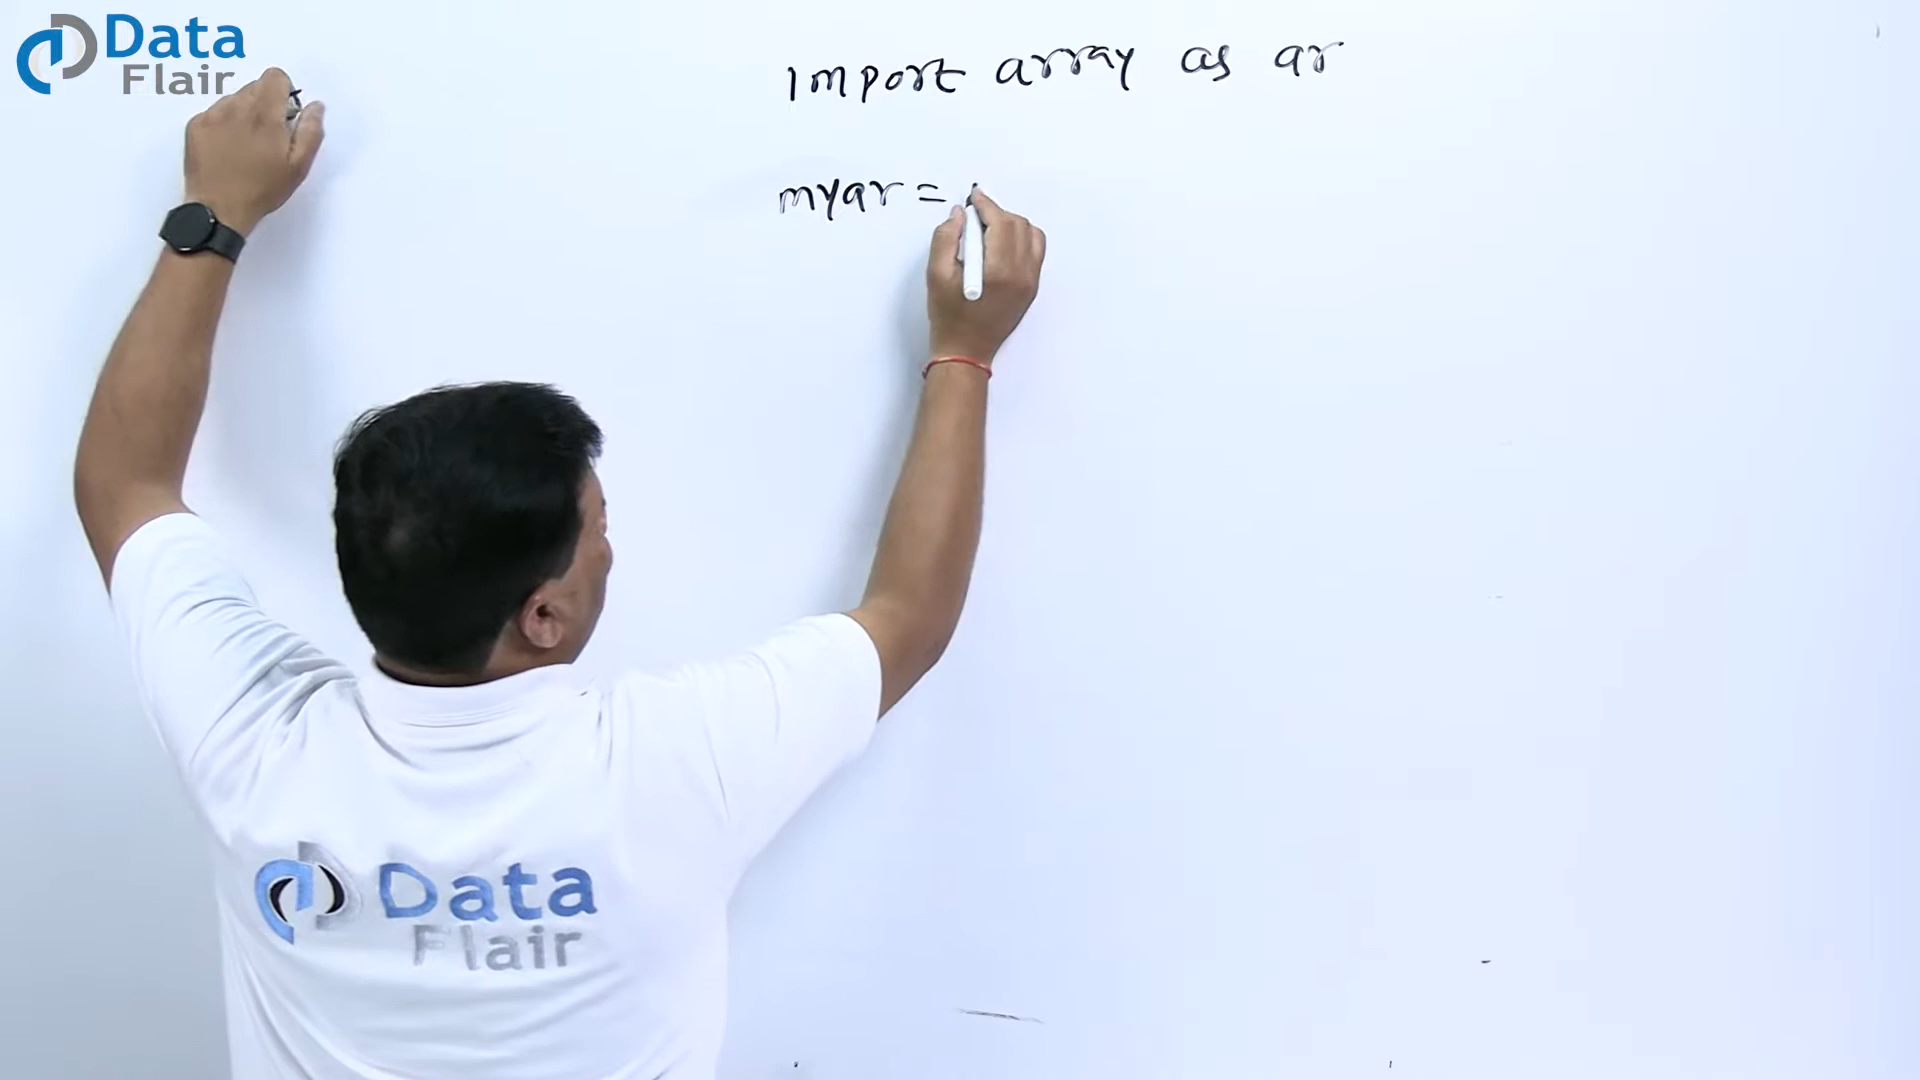 Data
Flair
Import array as ar
myar =
Data
Flair